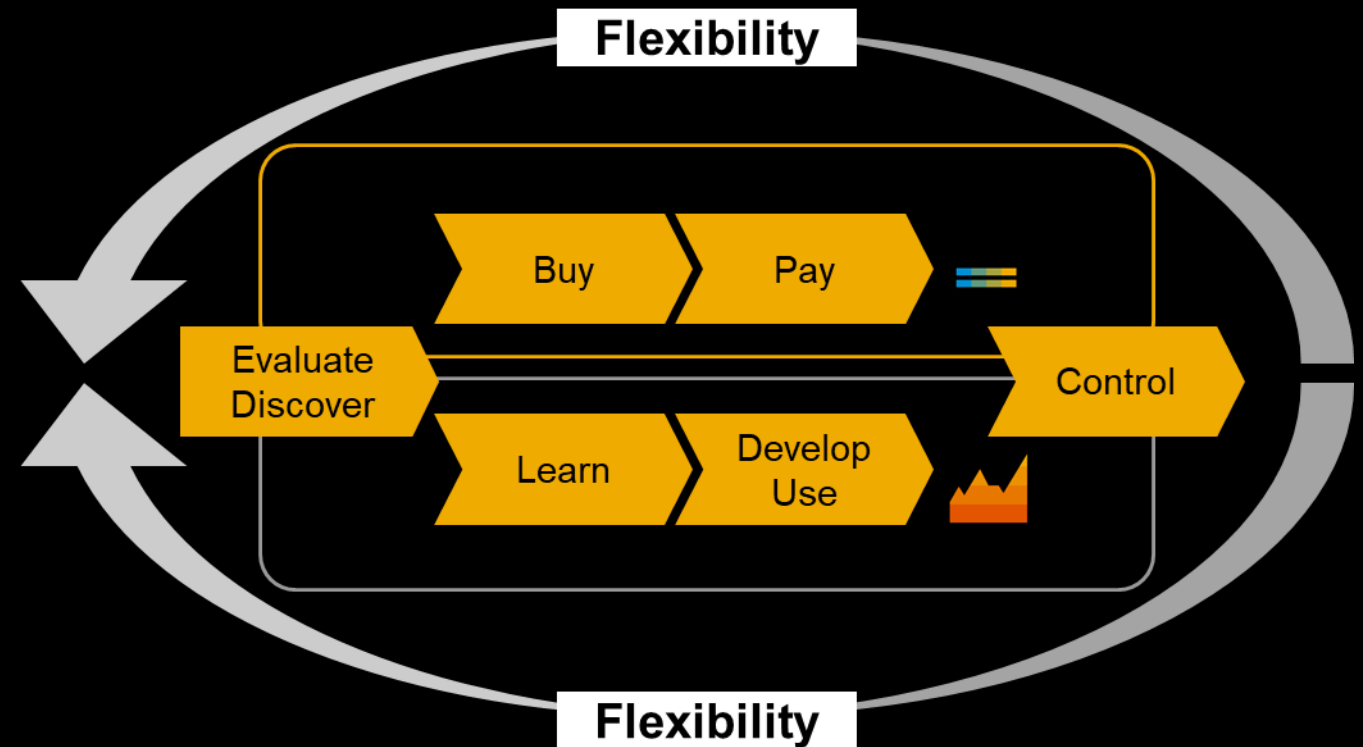 Flexibility
Buy
Pay
Evaluate
Discover
Control
Learn
Develop
Use
Flexibility